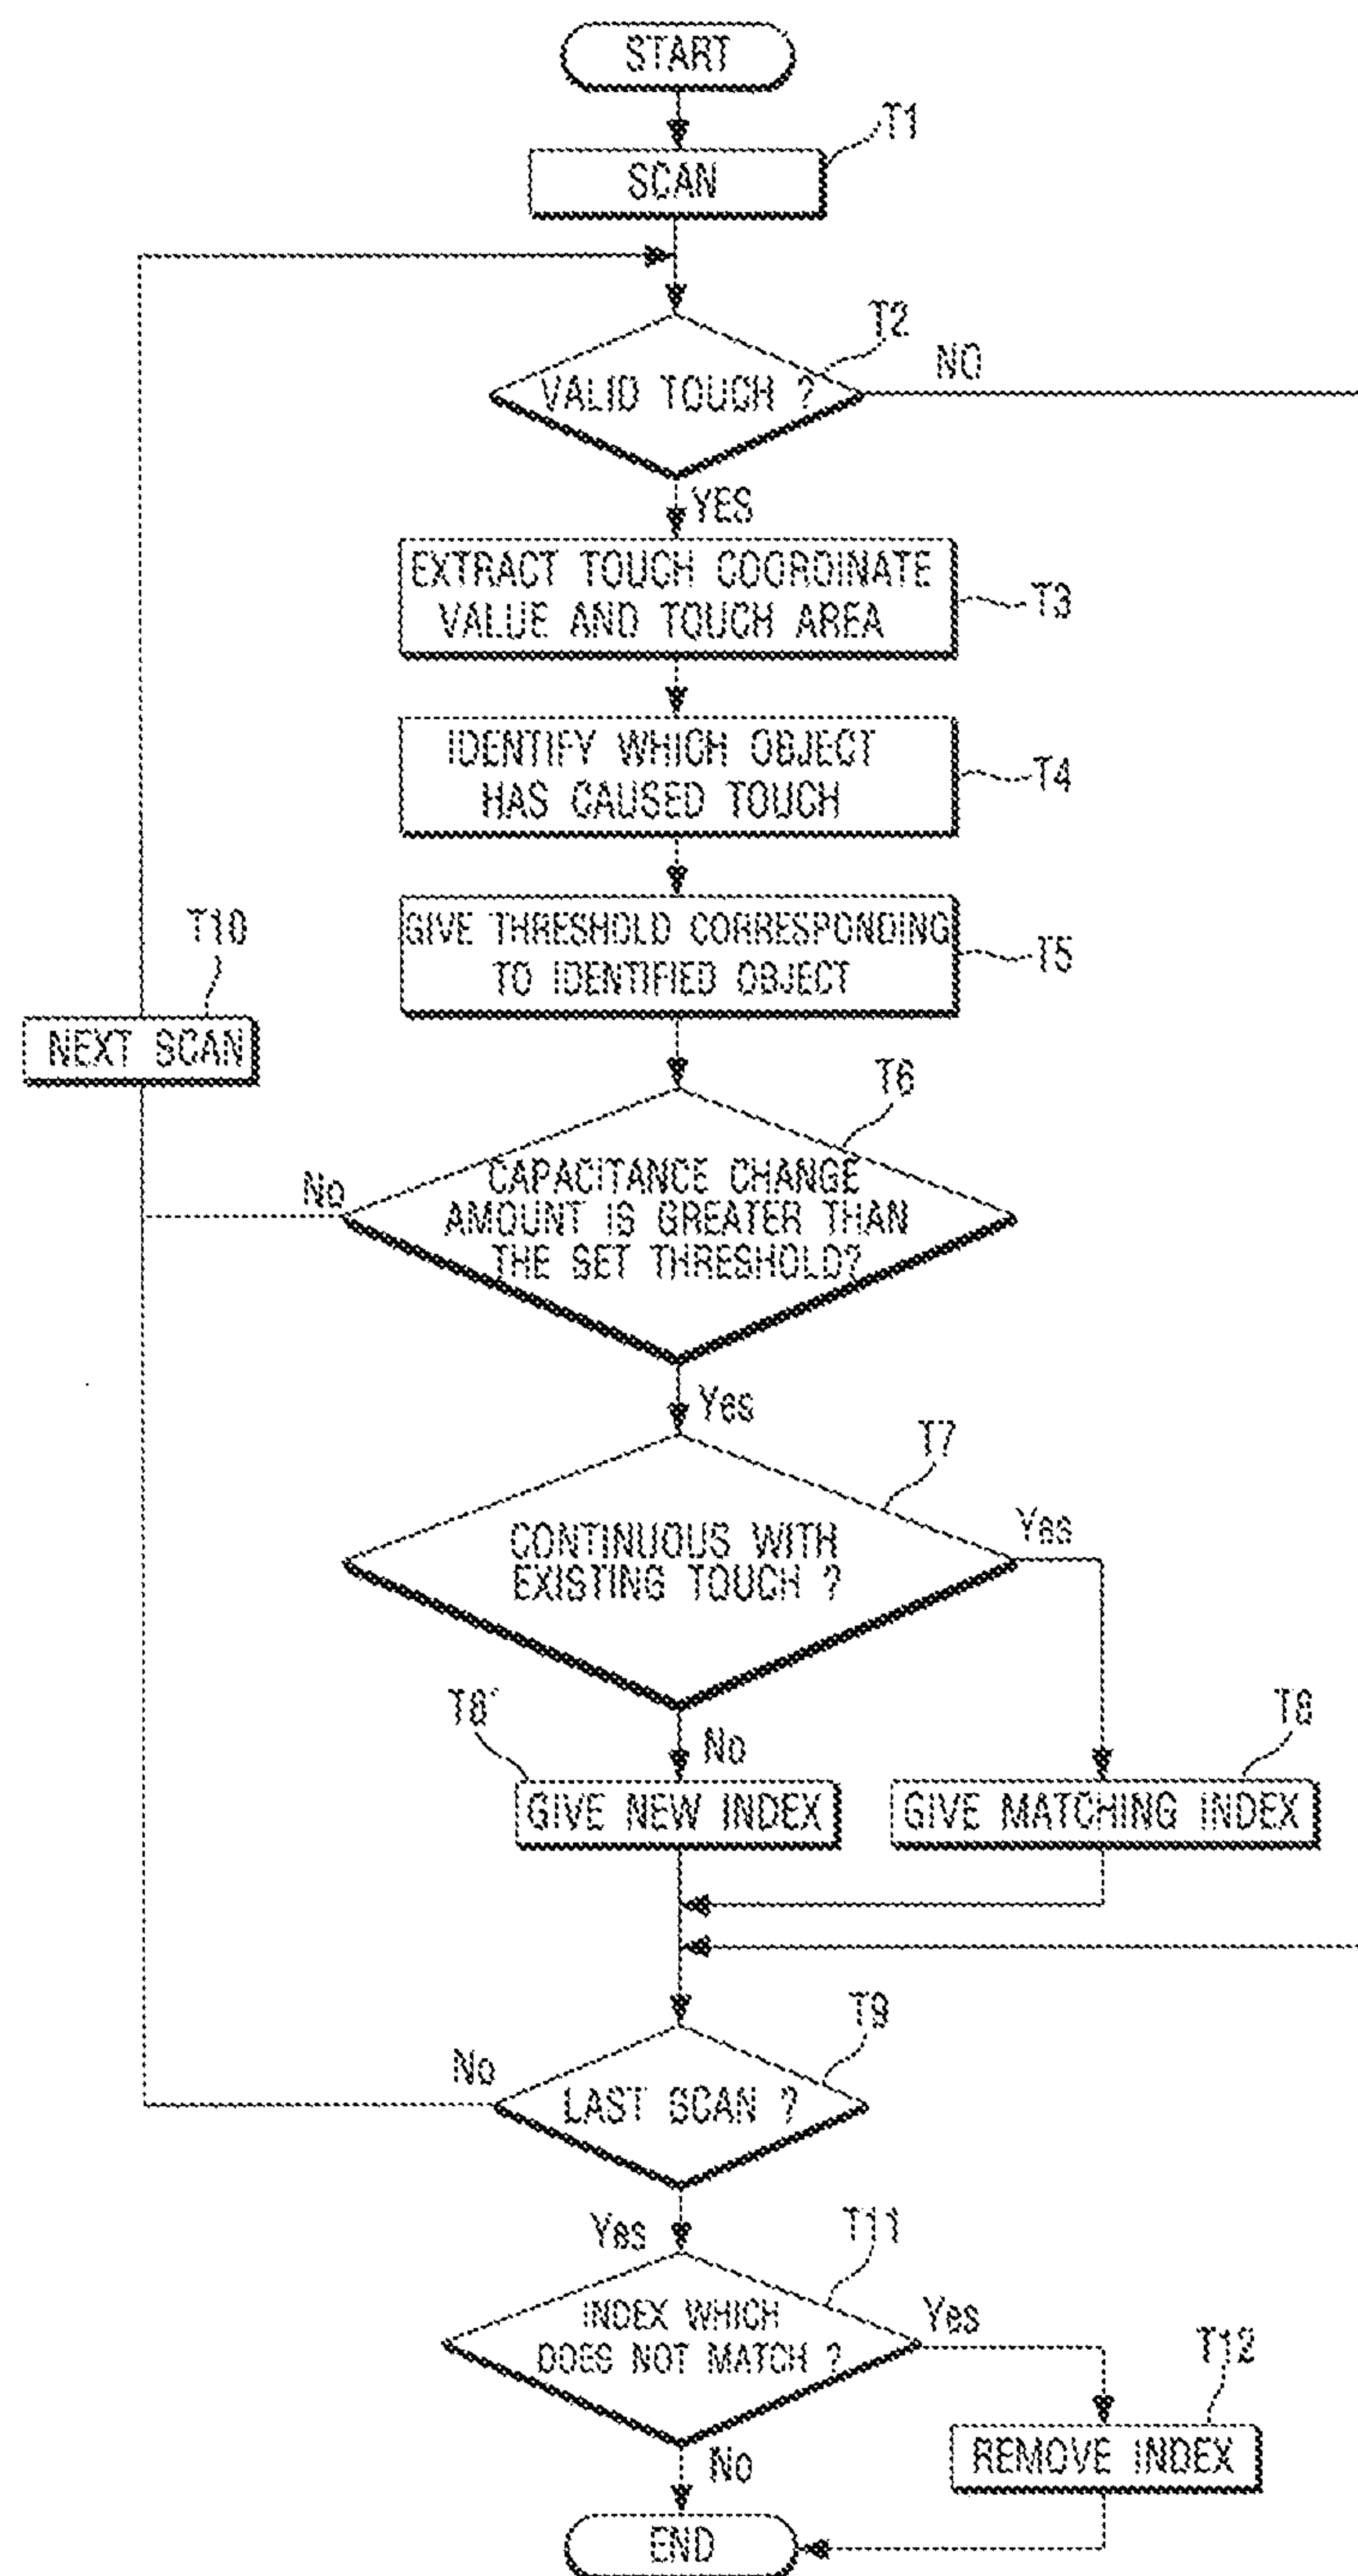 START
T1
SCAN
T2
NO
VALID TOUCH ?
YES
EXTRACT TOUCH COORDINATE
VALUE AND TOUCH AREA
T3
IDENTIFY WHICH OBJECT
HAS CAUSED TOUCH
T4
GIVE THRESHOLD CORRESPONDING
TO IDENTIFIED OBJECT
T5
T10
NEXT SCAN
T6
No
CAPACITANCE CHANGE
AMOUNT IS GREATER THAN
THE SET THRESHOLD?
Yes
T7
Yes
CONTINUOUS WITH
EXISTING TOUCH ?
T8'
No
T8
GIVE NEW INDEX
GIVE MATCHING INDEX
T9
No
LAST SCAN ?
Yes
T11
Yes
INDEX WHICH
DOES NOT MATCH ?
T12
REMOVE INDEX
No
END